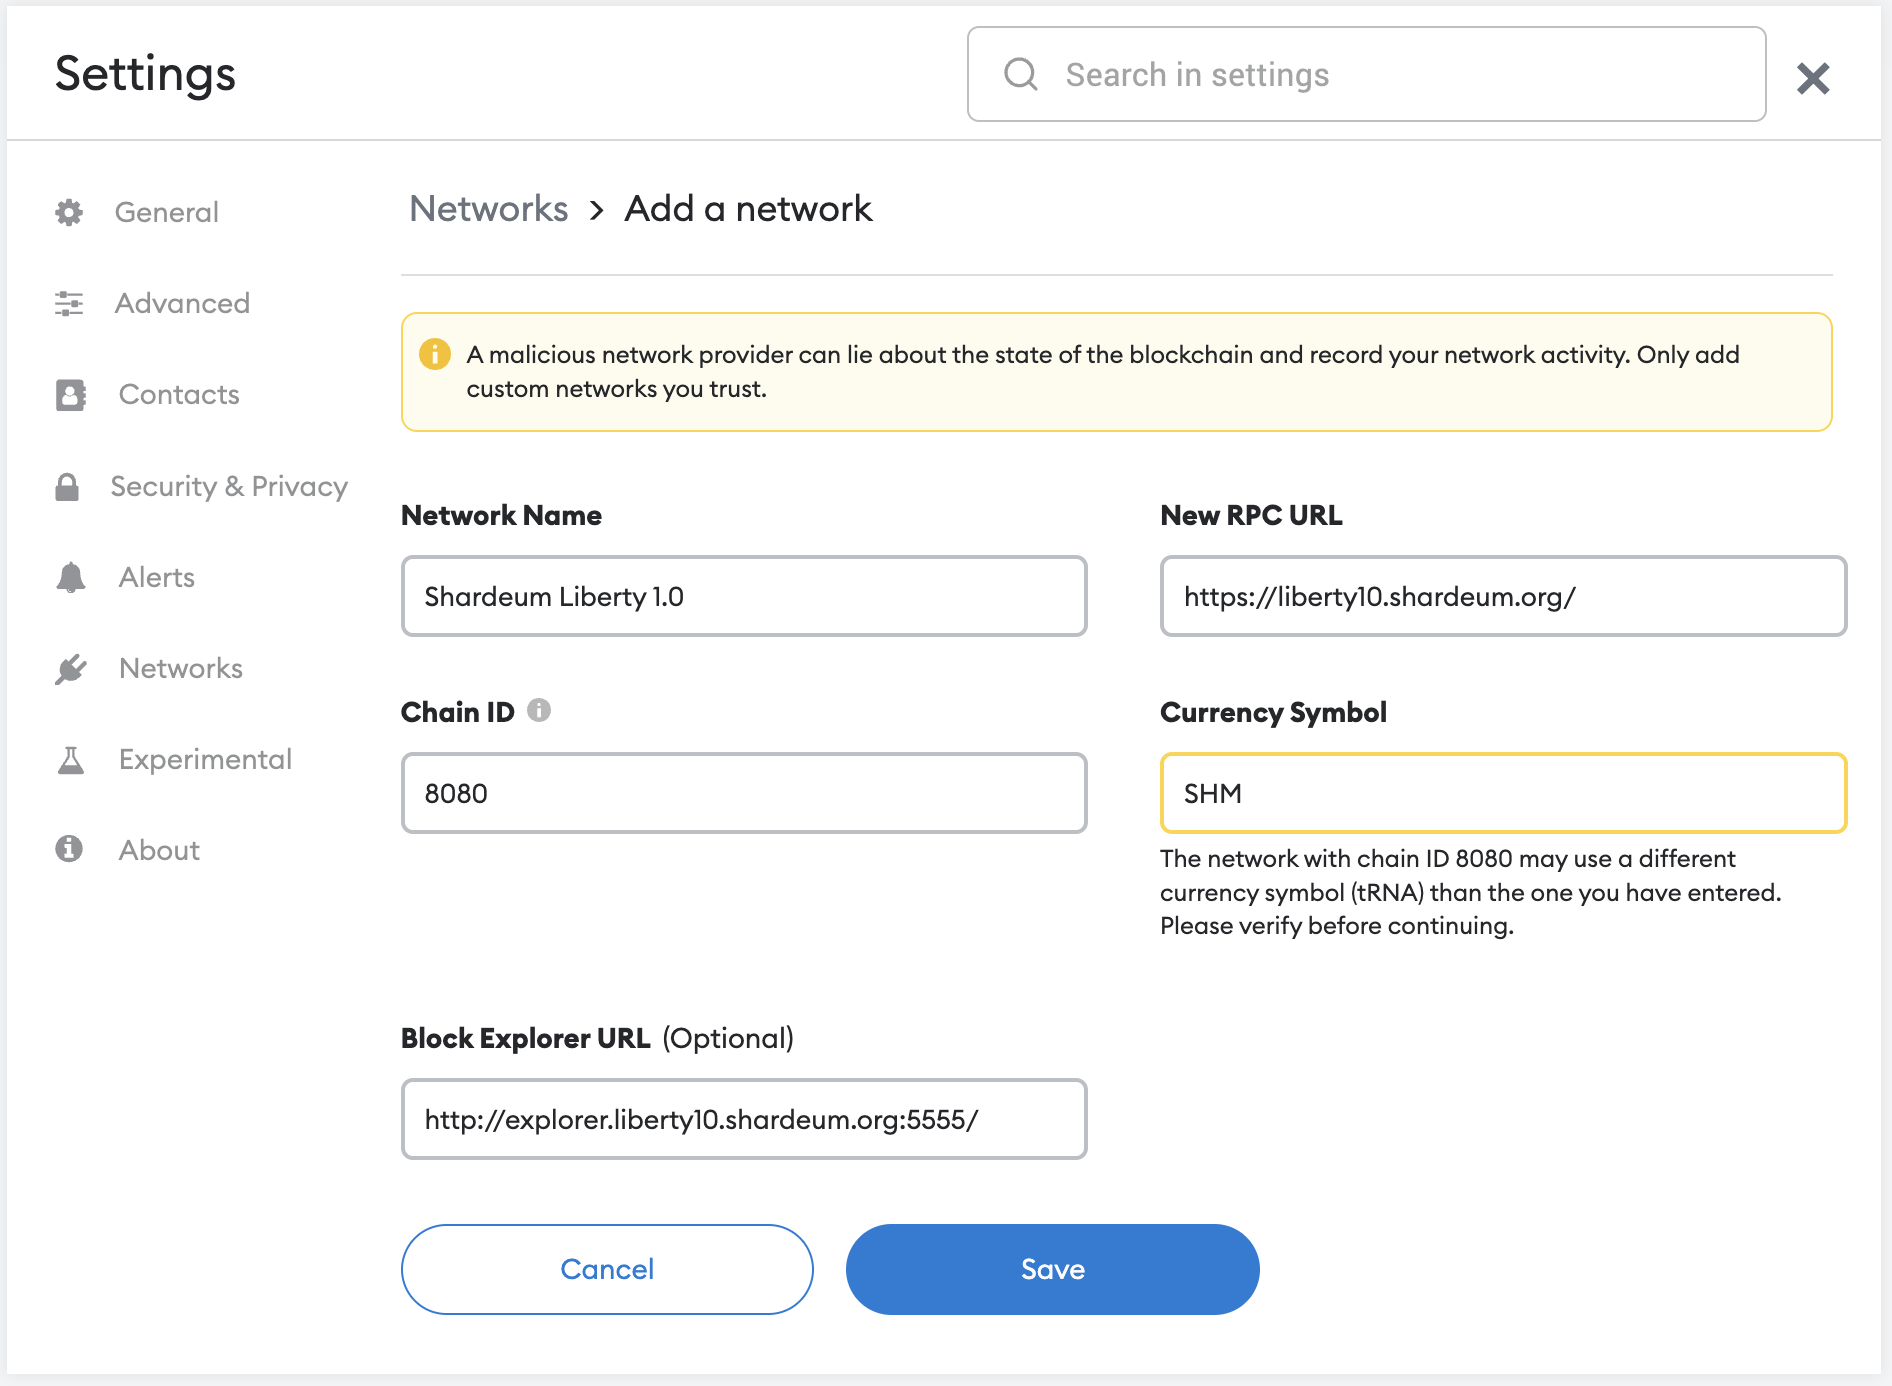 Settings
Search in settings
General
Advanced
Contacts
Security & Privacy
Alerts
Networks
Experimental
About
Networks > Add a network
A malicious network provider can lie about the state of the blockchain and record your network activity. Only add
custom networks you trust.
Network Name
Shardeum Liberty 1.0
New RPC URL
https://liberty10.shardeum.org/
Chain ID
8080
Currency Symbol
SHM
The network with chain ID 8080 may use a different
currency symbol (tRNA) than the one you have entered.
Please verify before continuing.
Block Explorer URL (Optional)
http://explorer.liberty10.shardeum.org:5555/
Cancel
Save